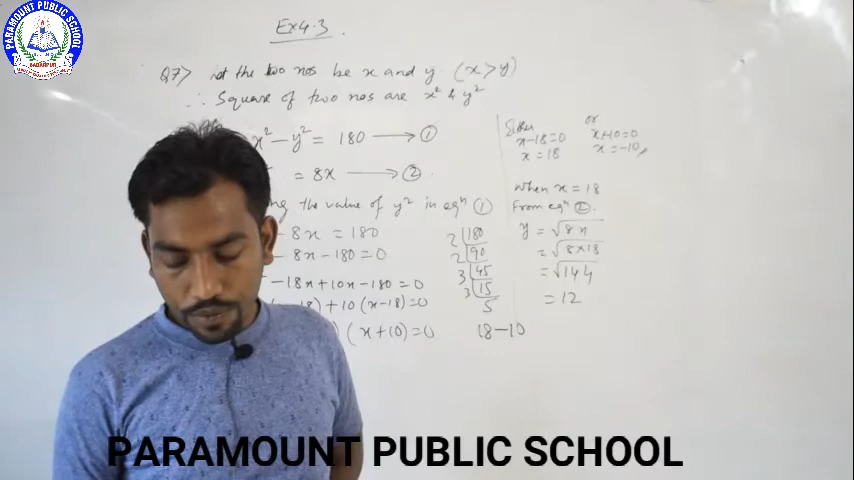 PARAMOUNT PUBLIC SCHOOL
BADARPUR
Ex 4.3.
Q7> let the two nos be x and y (x>y)
∴ Square of two nos are x² & y²
x² - y² = 180 → ①
= 8x → ②
the value of y² in eqⁿ ①
- 8x = 180
- 8x - 180 = 0
- 18x + 10x - 180 = 0
-18) + 10 (x-18) = 0
) (x+10) = 0
2 180
2 90
3 45
3 15
5
18-10
Either
x-18=0
x = 18
or
x+10=0
x = -10
When x = 18
From eqⁿ ②.
y = √8x
= √8×18
= √144
= 12
PARAMOUNT PUBLIC SCHOOL